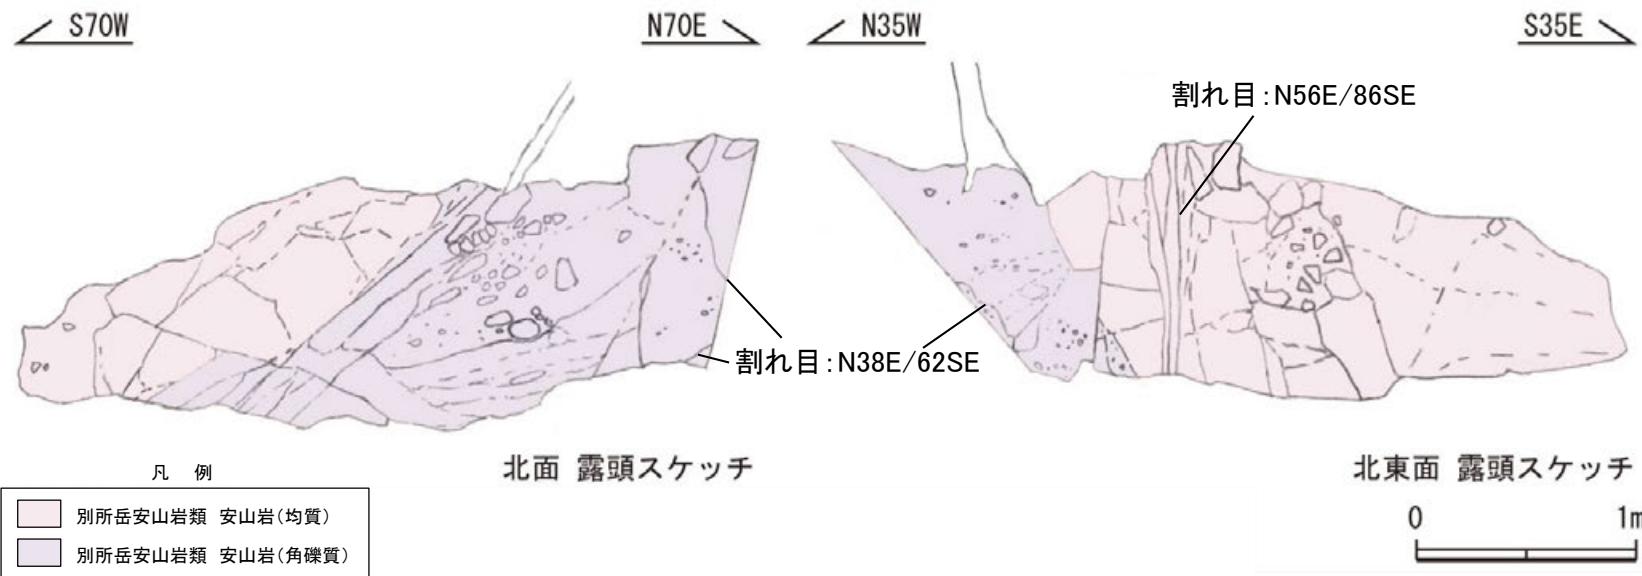 S70W
N70E
N35W
S35E
割れ目:N56E/86SE
割れ目:N38E/62SE
北面 露頭スケッチ
北東面 露頭スケッチ
凡 例
別所岳安山岩類 安山岩(均質)
別所岳安山岩類 安山岩(角礫質)
0 1m